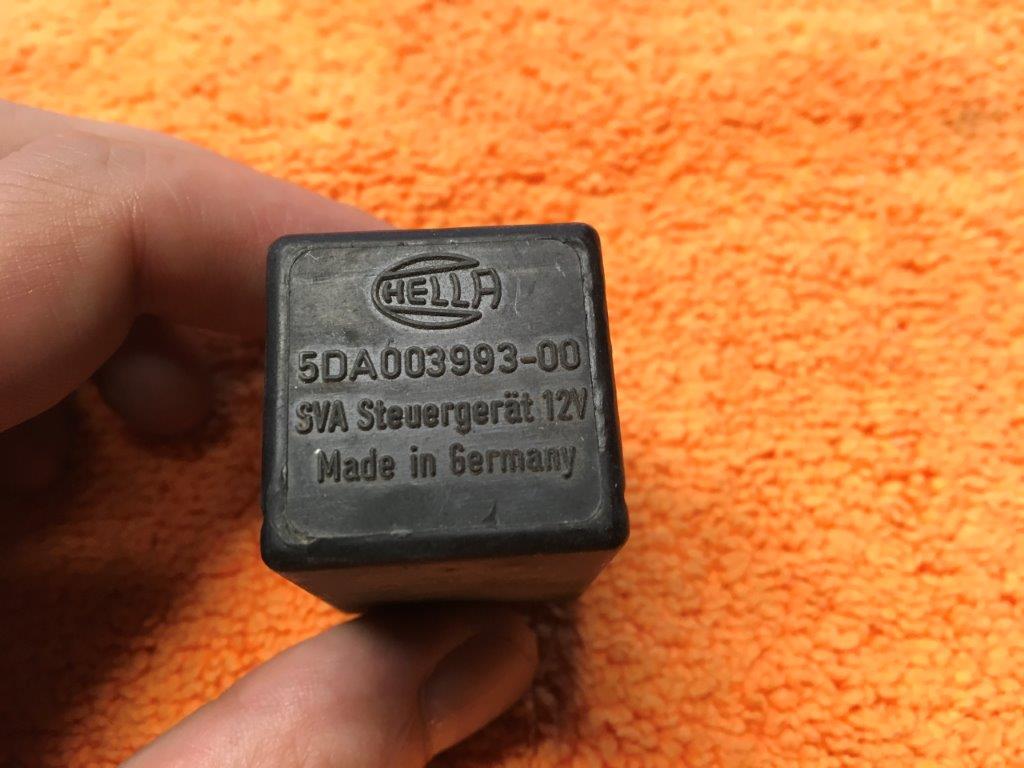 HELLA
5DA003993-00
SVA Steuergerät 12V
Made in Germany